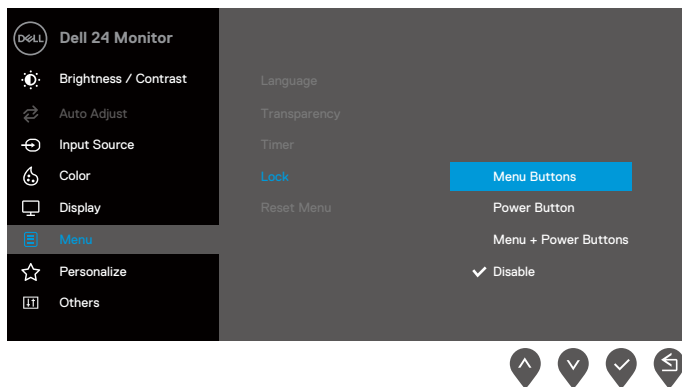 DELL Dell 24 Monitor
Brightness / Contrast
Auto Adjust
Input Source
Color
Display
Menu
Personalize
Others
Language
Transparency
Timer
Lock
Reset Menu
Menu Buttons
Power Button
Menu + Power Buttons
Disable